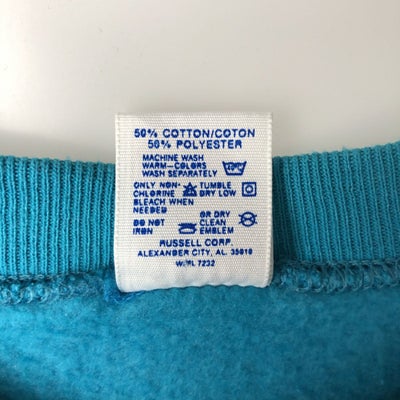 50% COTTON/COTON
50% POLYESTER
MACHINE WASH
WARM-COLORS
WASH SEPARATELY
ONLY NON-
CHLORINE
BLEACH WHEN
NEEDED
TUMBLE
DRY LOW
DO NOT
IRON
OR DRY
CLEAN
EMBLEM
RUSSELL CORP.
ALEXANDER CITY, AL. 35010
WPL 7232